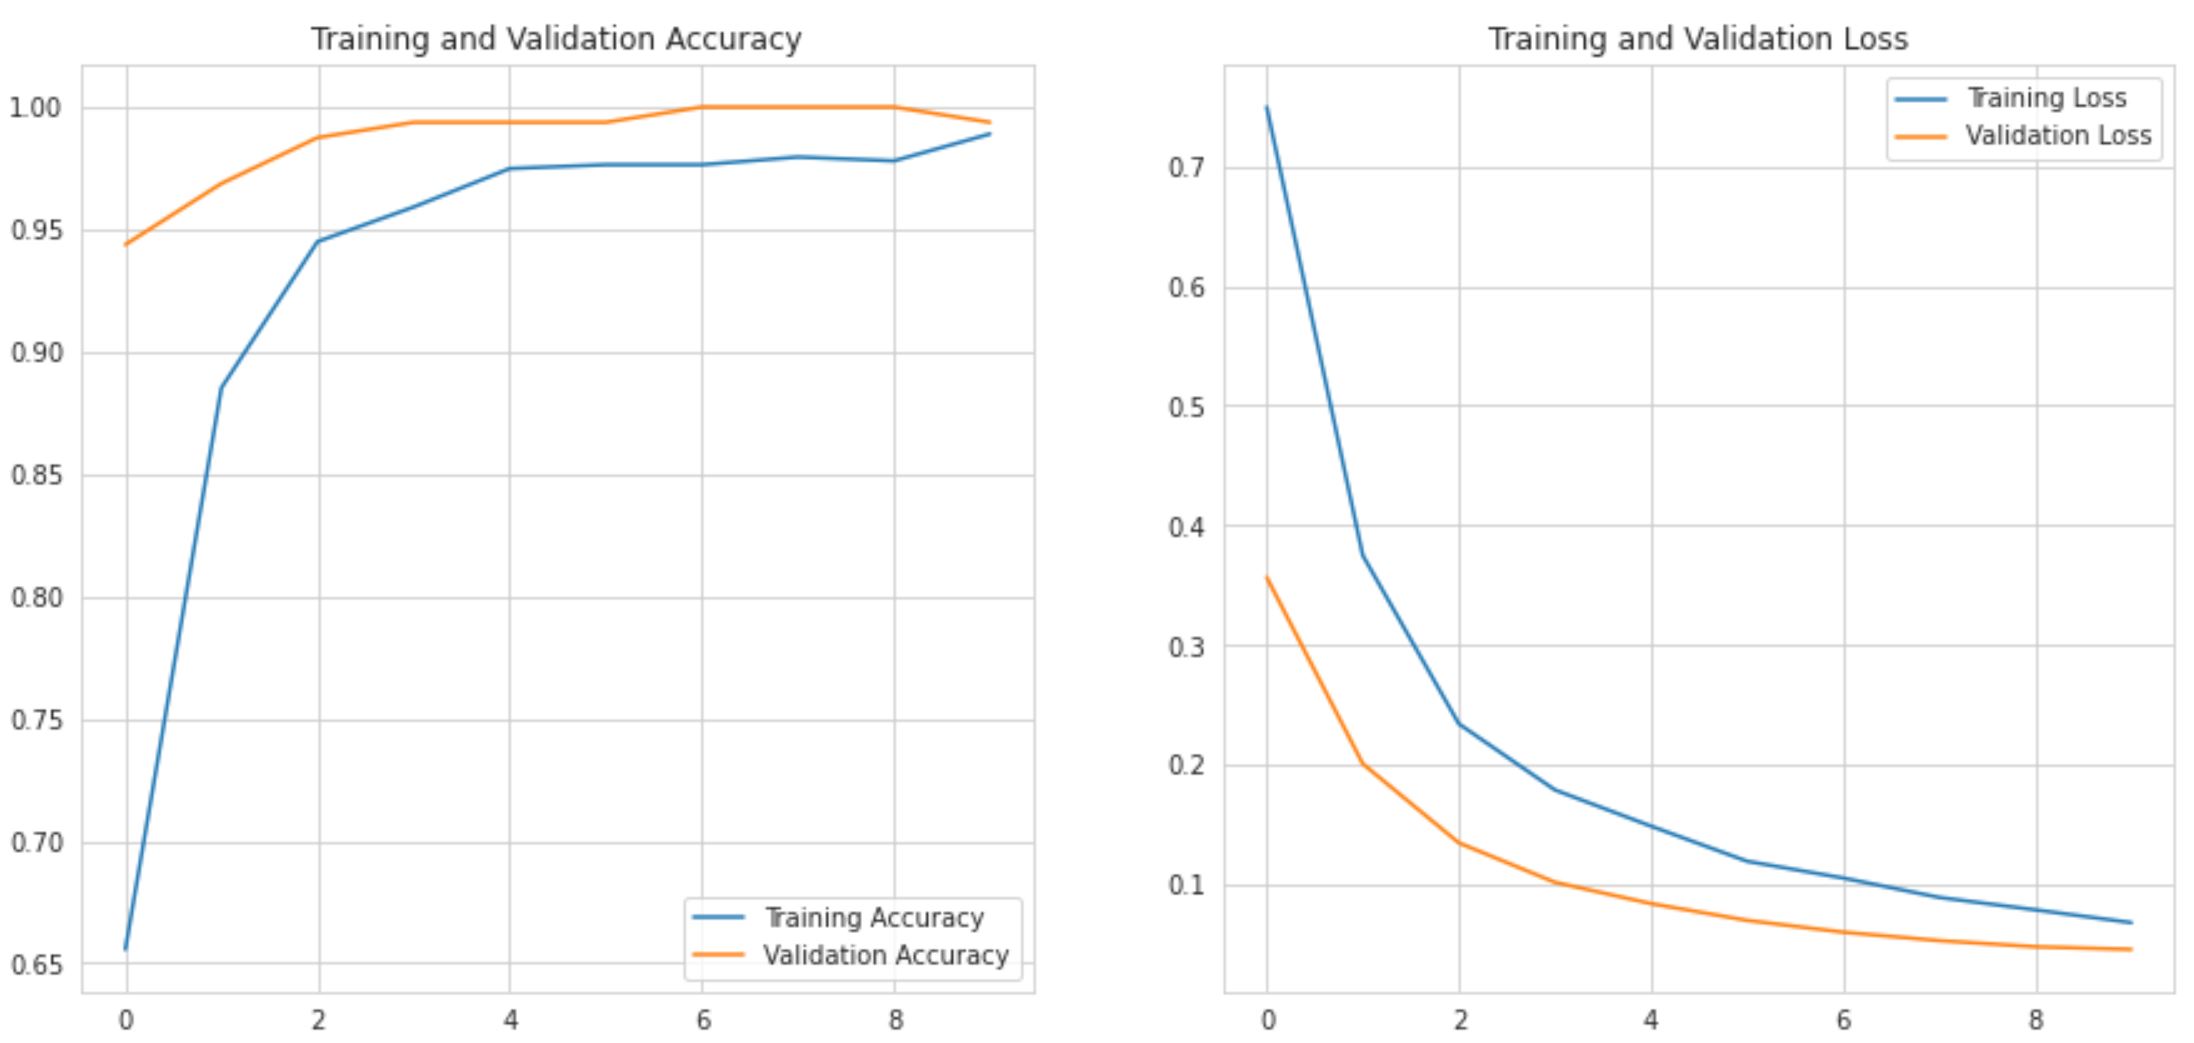 Training and Validation Accuracy
1.00
0.95
0.90
0.85
0.80
0.75
0.70
0.65
0 2 4 6 8
Training Accuracy
Validation Accuracy
Training and Validation Loss
0.7
0.6
0.5
0.4
0.3
0.2
0.1
0 2 4 6 8
Training Loss
Validation Loss